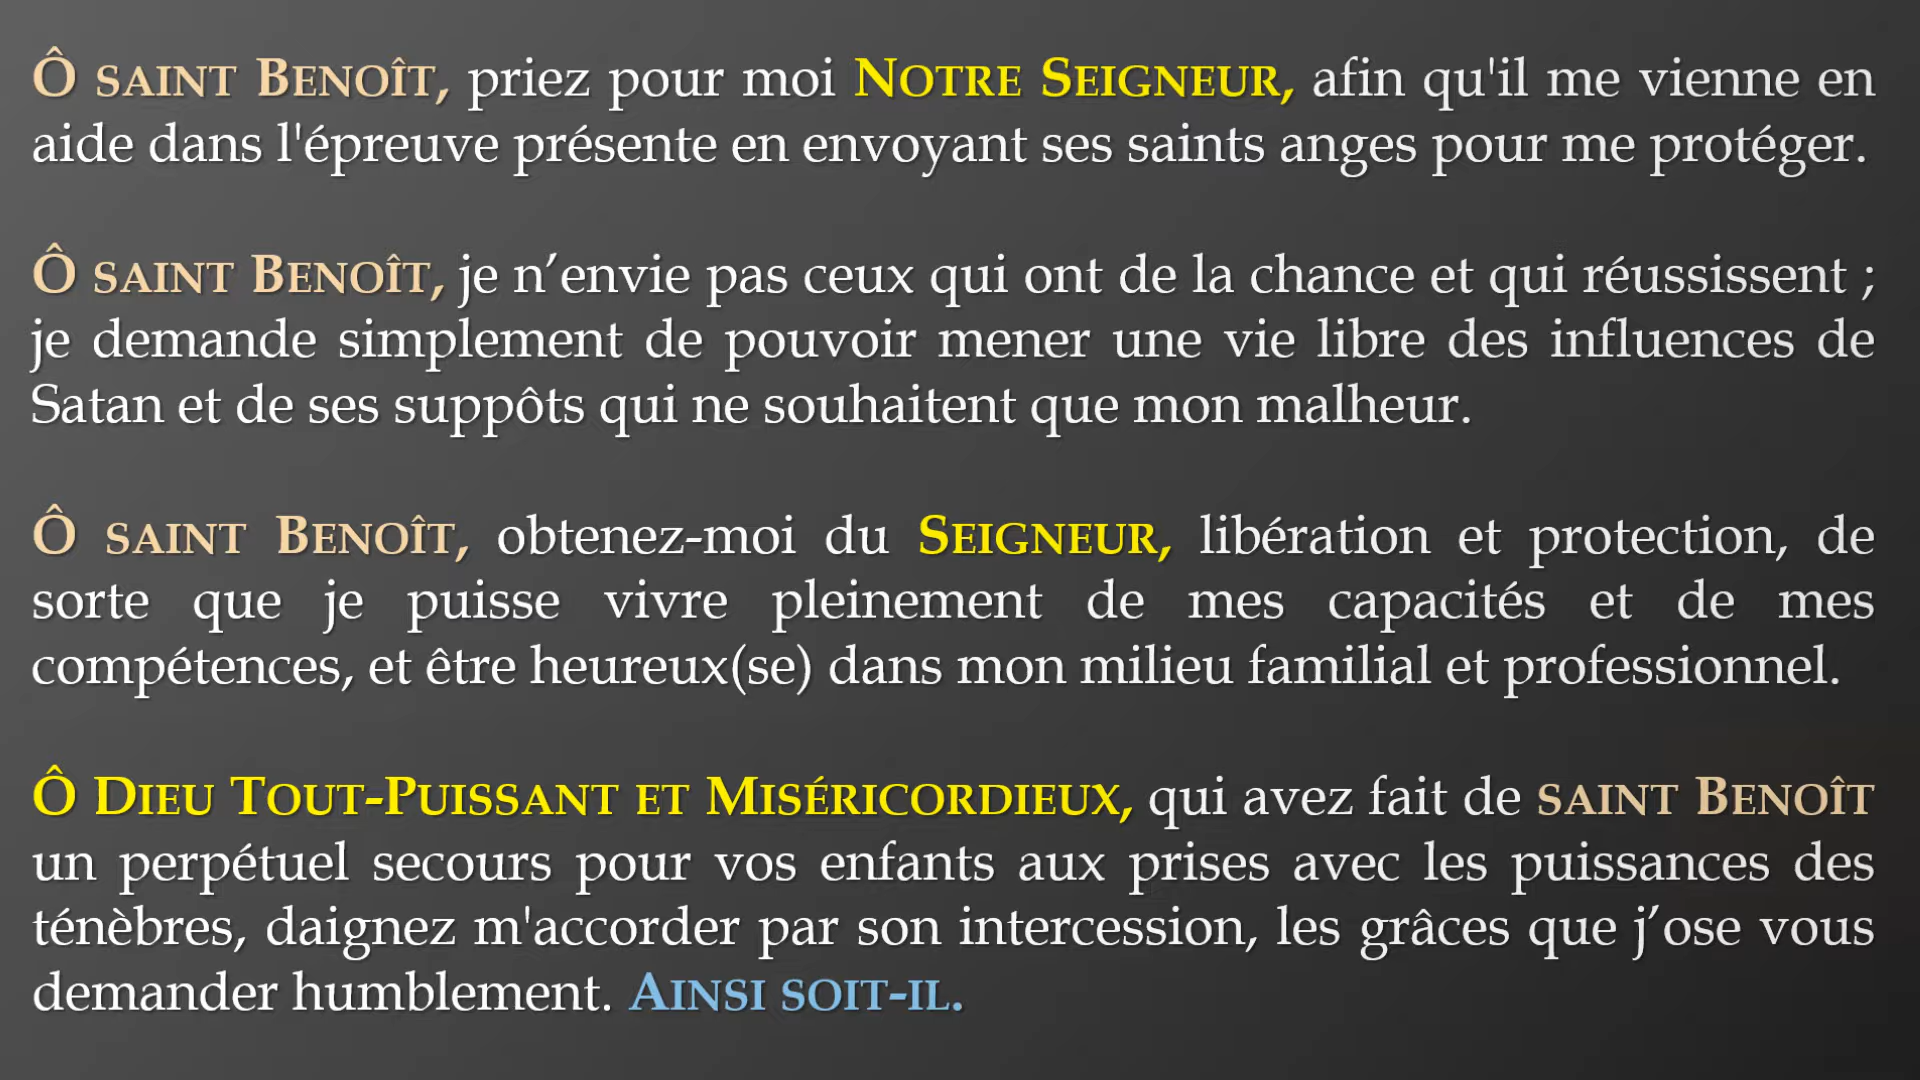 Ô SAINT BENOÎT, priez pour moi NOTRE SEIGNEUR, afin qu'il me vienne en
aide dans l'épreuve présente en envoyant ses saints anges pour me protéger.
Ô SAINT BENOÎT, je n’envie pas ceux qui ont de la chance et qui réussissent ;
je demande simplement de pouvoir mener une vie libre des influences de
Satan et de ses suppôts qui ne souhaitent que mon malheur.
Ô SAINT BENOÎT, obtenez-moi du SEIGNEUR, libération et protection, de
sorte que je puisse vivre pleinement de mes capacités et de mes
compétences, et être heureux(se) dans mon milieu familial et professionnel.
Ô DIEU TOUT-PUISSANT ET MISÉRICORDIEUX, qui avez fait de SAINT BENOÎT
un perpétuel secours pour vos enfants aux prises avec les puissances des
ténèbres, daignez m'accorder par son intercession, les grâces que j’ose vous
demander humblement. AINSI SOIT-IL.